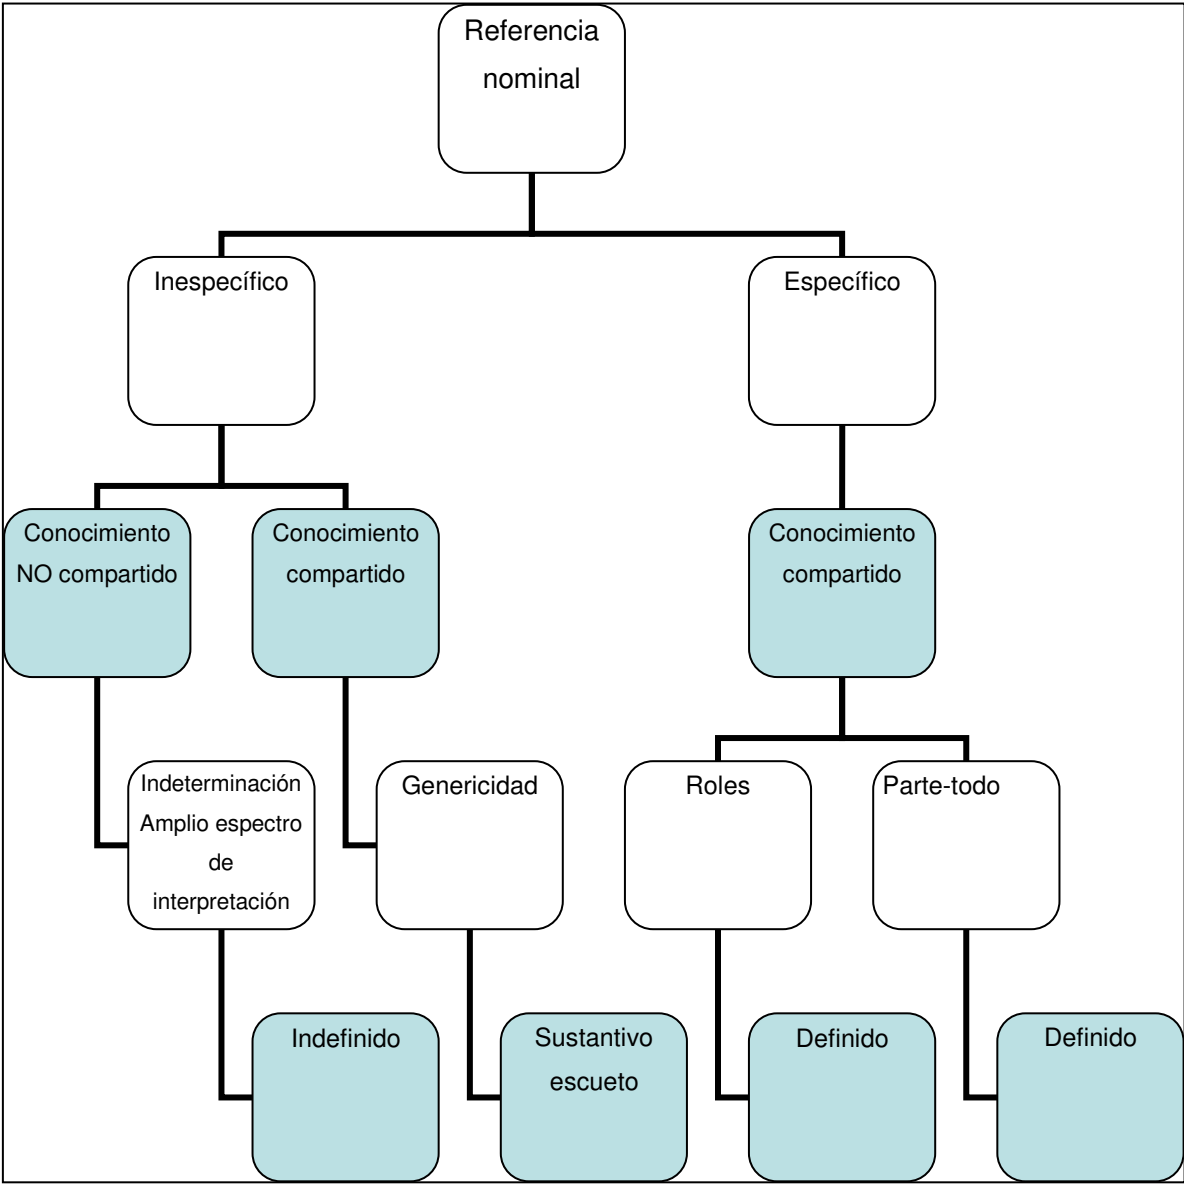 Referencia
nominal
Inespecífico
Específico
Conocimiento
NO compartido
Conocimiento
compartido
Conocimiento
compartido
Indeterminación
Amplio espectro
de
interpretación
Genericidad
Roles
Parte-todo
Indefinido
Sustantivo
escueto
Definido
Definido